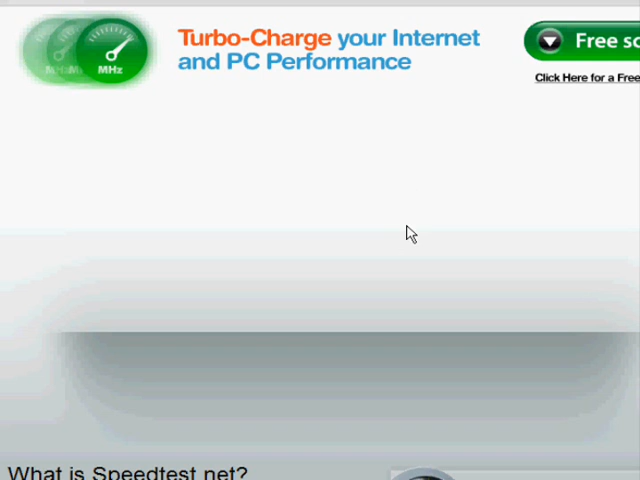 Turbo-Charge your Internet
and PC Performance
MHz
Free sc
Click Here for a Free
What is Speedtest.net?